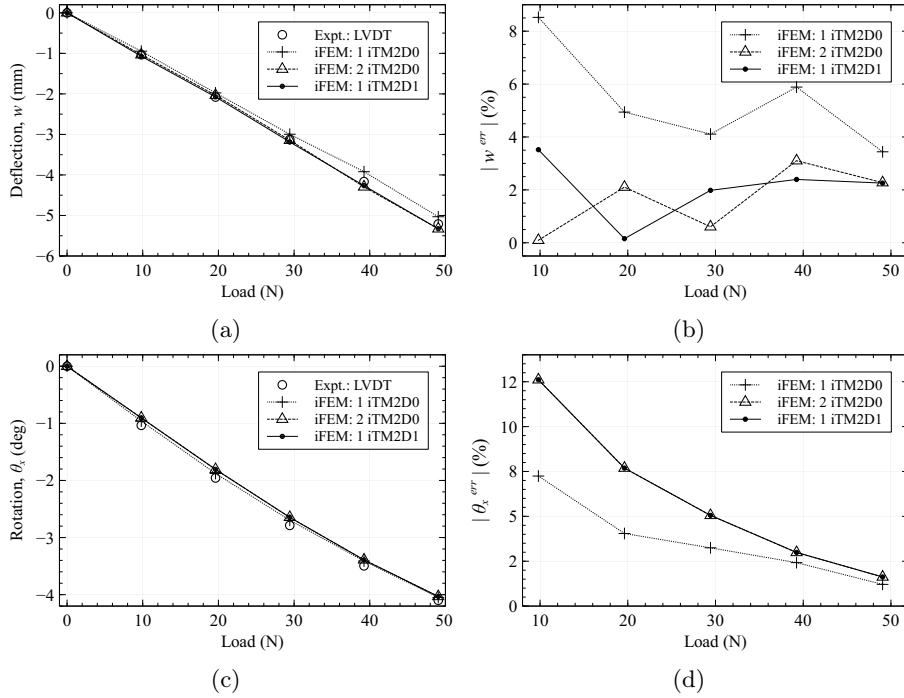 0
−1
−2
−3
−4
−5
−6
Deflection, w (mm)
0 10 20 30 40 50
Load (N)
Expt.: LVDT
iFEM: 1 iTM2D0
iFEM: 2 iTM2D0
iFEM: 1 iTM2D1
(a)
8
6
4
2
0
| w^err | (%)
10 20 30 40 50
Load (N)
iFEM: 1 iTM2D0
iFEM: 2 iTM2D0
iFEM: 1 iTM2D1
(b)
0
−1
−2
−3
−4
Rotation, θ_x (deg)
0 10 20 30 40 50
Load (N)
Expt.: LVDT
iFEM: 1 iTM2D0
iFEM: 2 iTM2D0
iFEM: 1 iTM2D1
(c)
12
10
8
5
2
0
| θ_x^err | (%)
10 20 30 40 50
Load (N)
iFEM: 1 iTM2D0
iFEM: 2 iTM2D0
iFEM: 1 iTM2D1
(d)